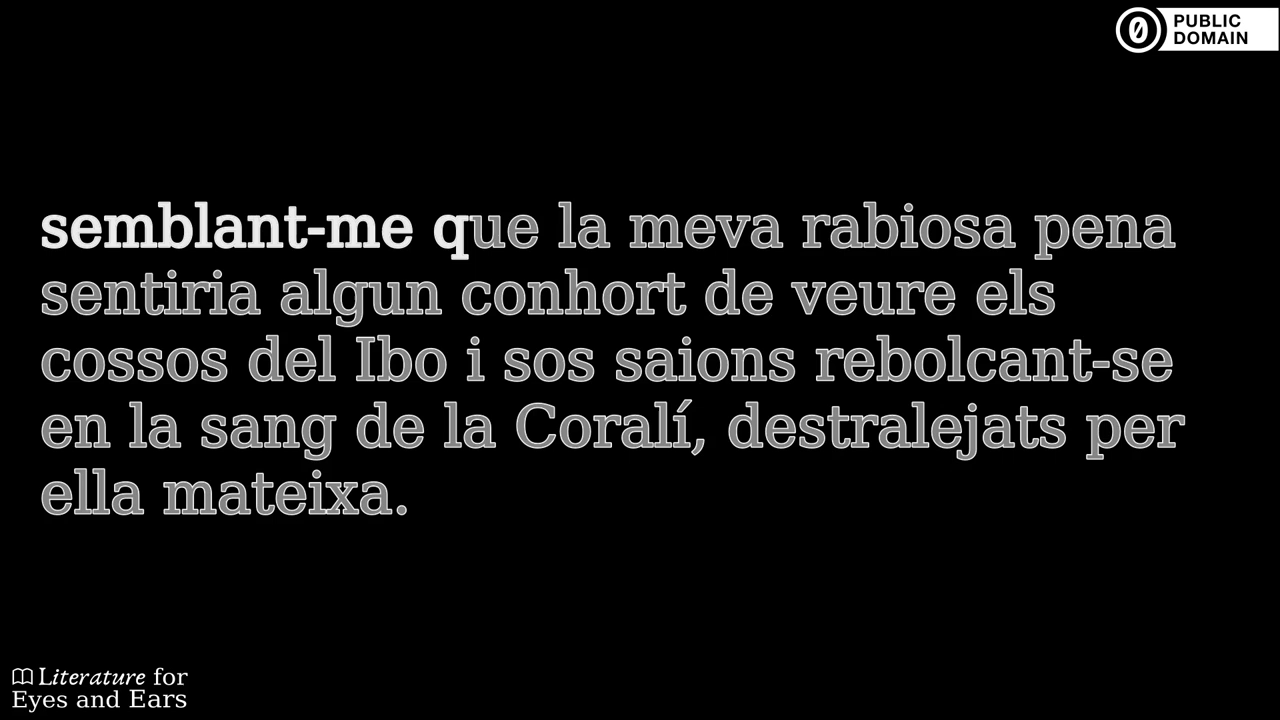 PUBLIC
DOMAIN
semblant-me que la meva rabiosa pena
sentiria algun conhort de veure els
cossos del Ibo i sos saions rebolcant-se
en la sang de la Coralí, destralejats per
ella mateixa.
Literature for
Eyes and Ears